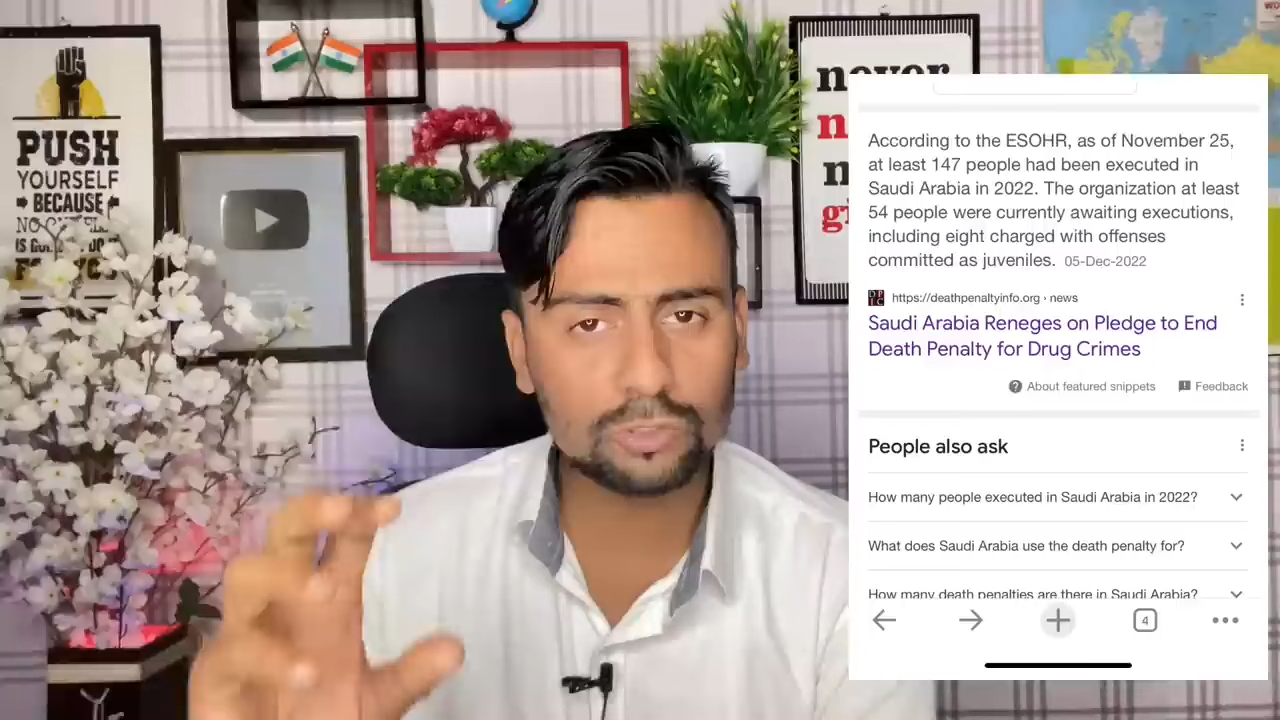 PUSH
YOURSELF
BECAUSE
never
According to the ESOHR, as of November 25,
at least 147 people had been executed in
Saudi Arabia in 2022. The organization at least
54 people were currently awaiting executions,
including eight charged with offenses
committed as juveniles. 05-Dec-2022
https://deathpenaltyinfo.org › news
Saudi Arabia Reneges on Pledge to End
Death Penalty for Drug Crimes
About featured snippets
Feedback
People also ask
How many people executed in Saudi Arabia in 2022?
What does Saudi Arabia use the death penalty for?
How many death penalties are there in Saudi Arabia?
4